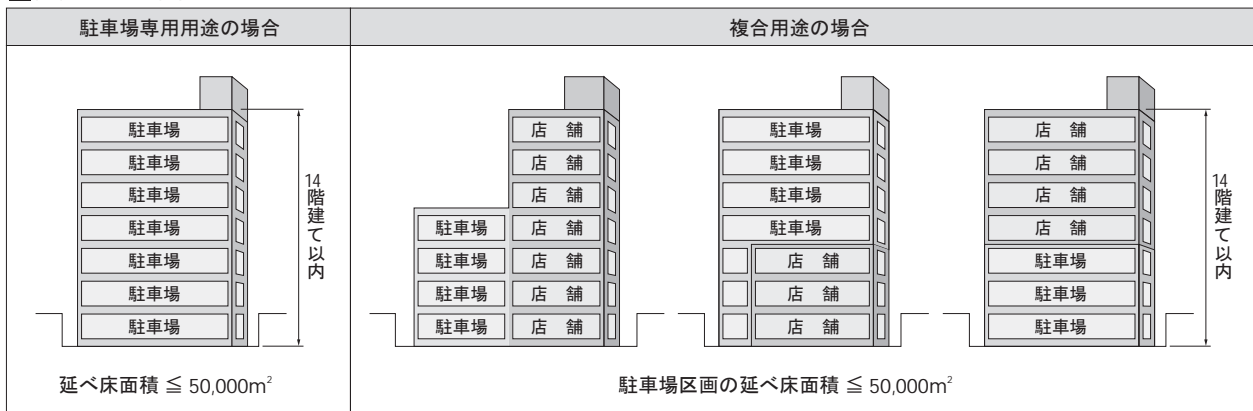 駐車場専用用途の場合
複合用途の場合
駐車場
駐車場
駐車場
駐車場
駐車場
駐車場
駐車場
14階建て以内
延べ床面積 ≦ 50,000m²
店 舗
店 舗
店 舗
駐車場 店 舗
駐車場 店 舗
駐車場 店 舗
駐車場 店 舗
駐車場
駐車場
駐車場
駐車場
店 舗
店 舗
店 舗
店 舗
店 舗
店 舗
店 舗
駐車場
駐車場
駐車場
14階建て以内
駐車場区画の延べ床面積 ≦ 50,000m²